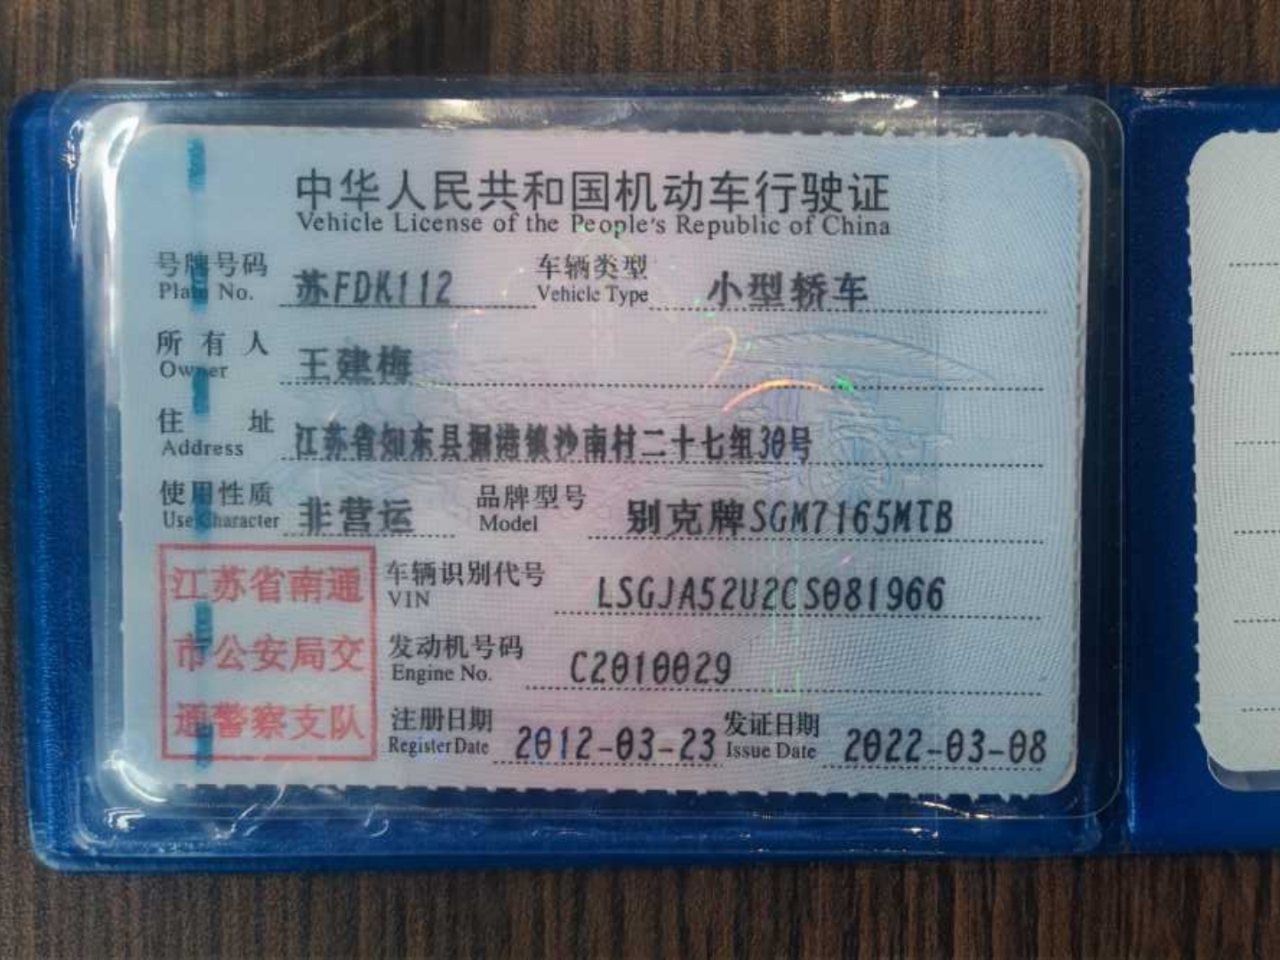 中华人民共和国机动车行驶证
Vehicle License of the People's Republic of China
号牌号码 苏FDK112 车辆类型 小型轿车
Plate No. Vehicle Type
所有人 王建梅
Owner
住址 江苏省如东县掘港镇沙南村二十七组30号
Address
使用性质 非营运 品牌型号 别克牌SGM7165MTB
Use Character Model
江苏省南通
市公安局交
通警察支队
车辆识别代号 LSGJA52U2CS081966
VIN
发动机号码 C2010029
Engine No.
注册日期 2012-03-23 发证日期 2022-03-08
Register Date Issue Date